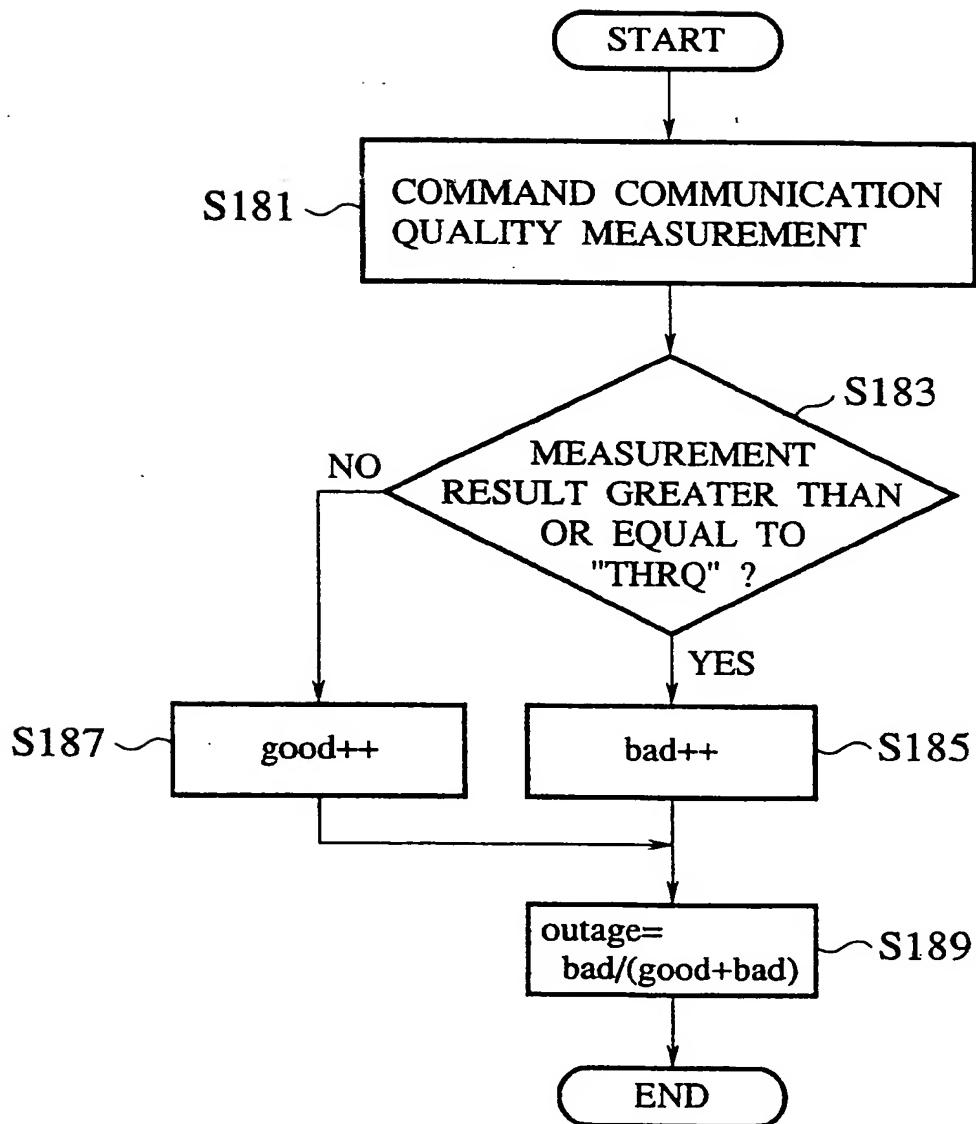 START
S181
COMMAND COMMUNICATION
QUALITY MEASUREMENT
S183
MEASUREMENT
RESULT GREATER THAN
OR EQUAL TO
"THRQ" ?
NO
YES
S187
good++
bad++
S185
outage=
bad/(good+bad)
S189
END